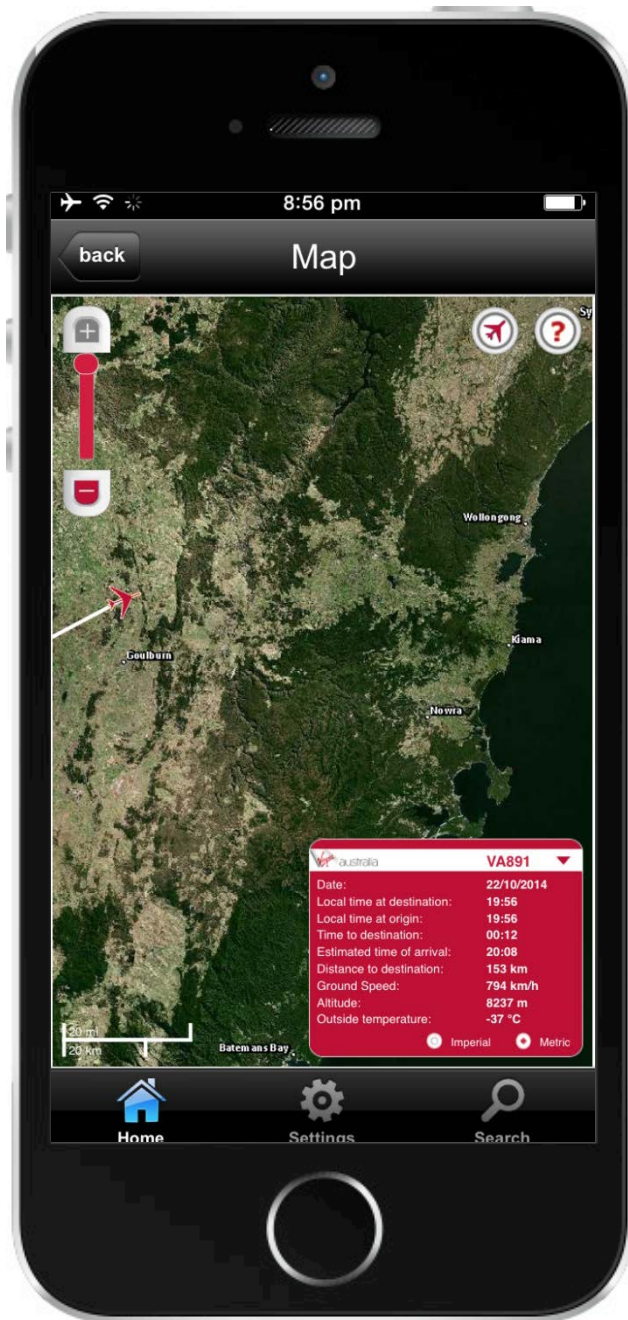 8:56 pm
back
Map
+
?
Sy
−
Wollongong
Kiama
Goulburn
Nowra
Virgin australia VA891
Date: 22/10/2014
Local time at destination: 19:56
Local time at origin: 19:56
Time to destination: 00:12
Estimated time of arrival: 20:08
Distance to destination: 153 km
Ground Speed: 794 km/h
Altitude: 8237 m
Outside temperature: -37 °C
Imperial Metric
20 mi
20 km
Batemans Bay
Home Settings Search